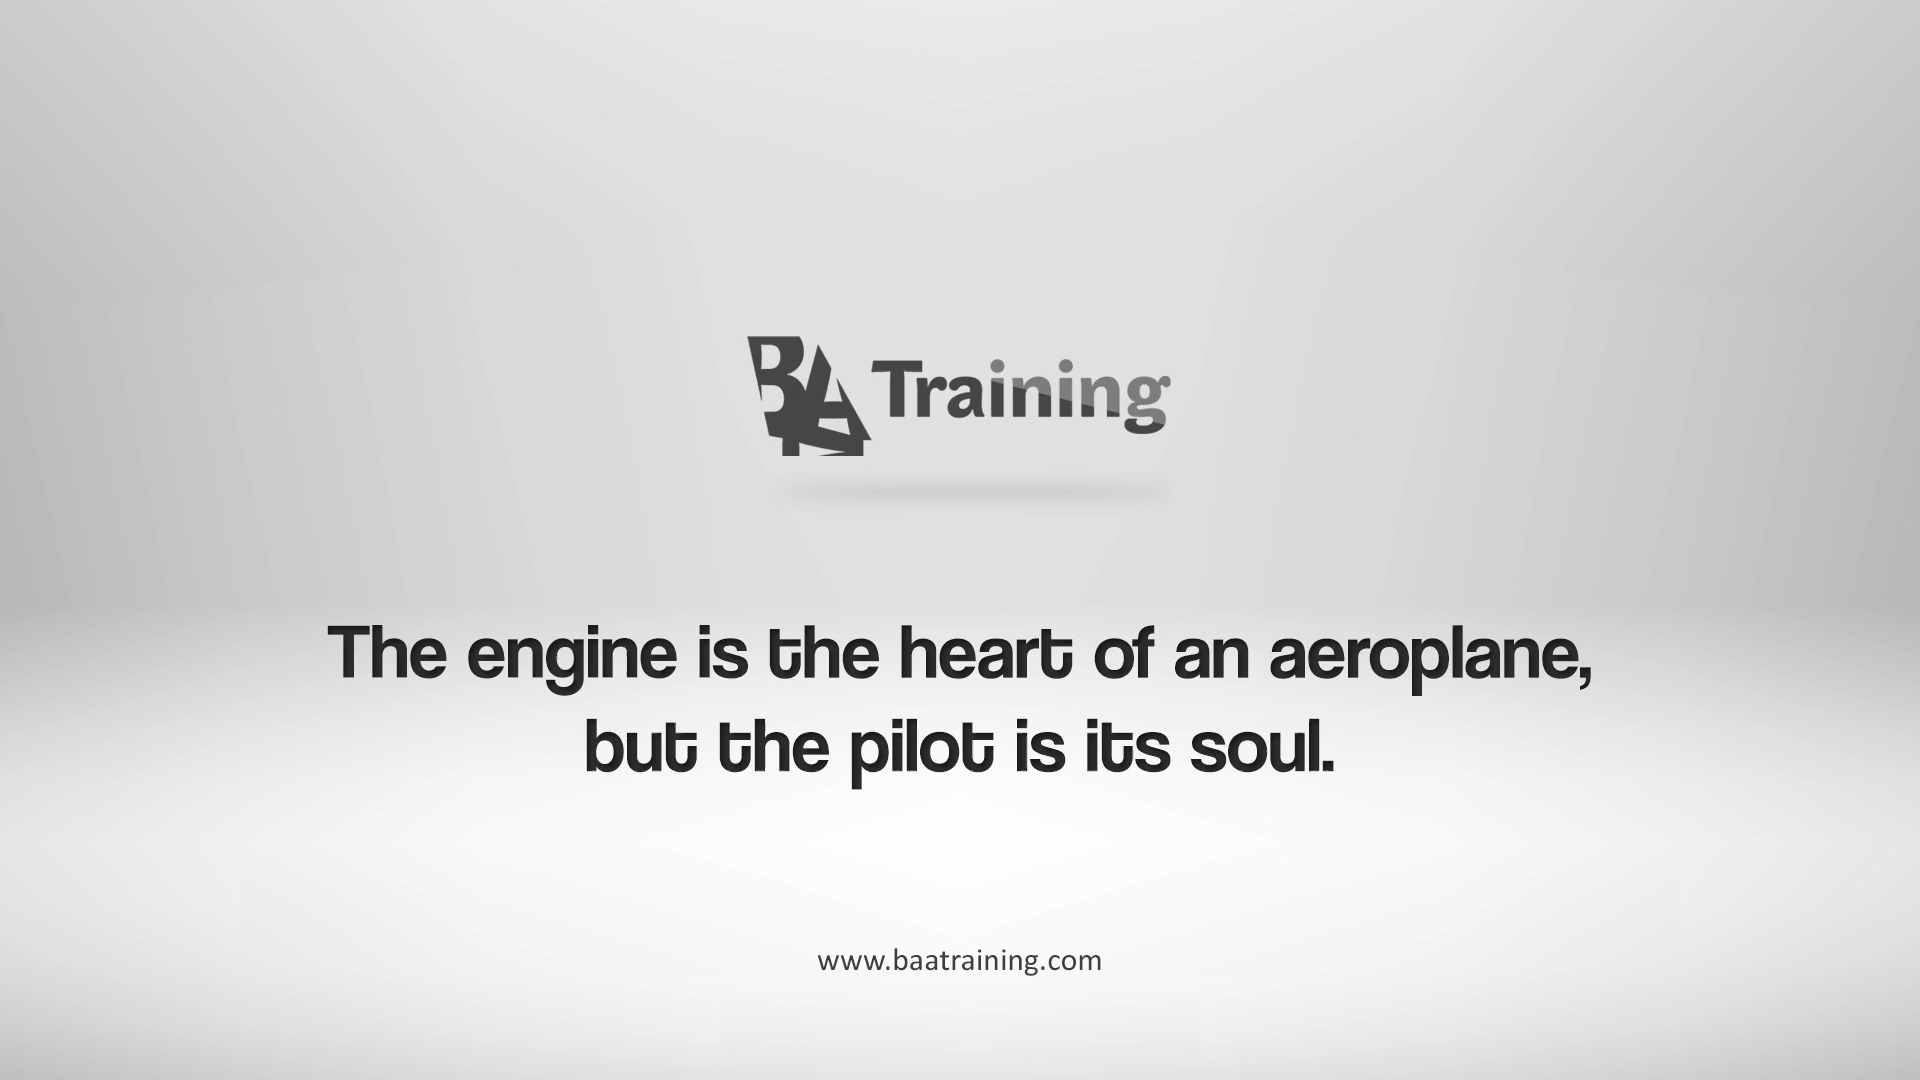 BAA Training
The engine is the heart of an aeroplane,
but the pilot is its soul.
www.baatraining.com